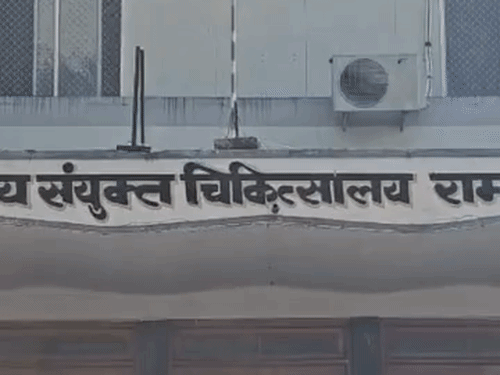 य संयुक्त चिकित्सालय राम